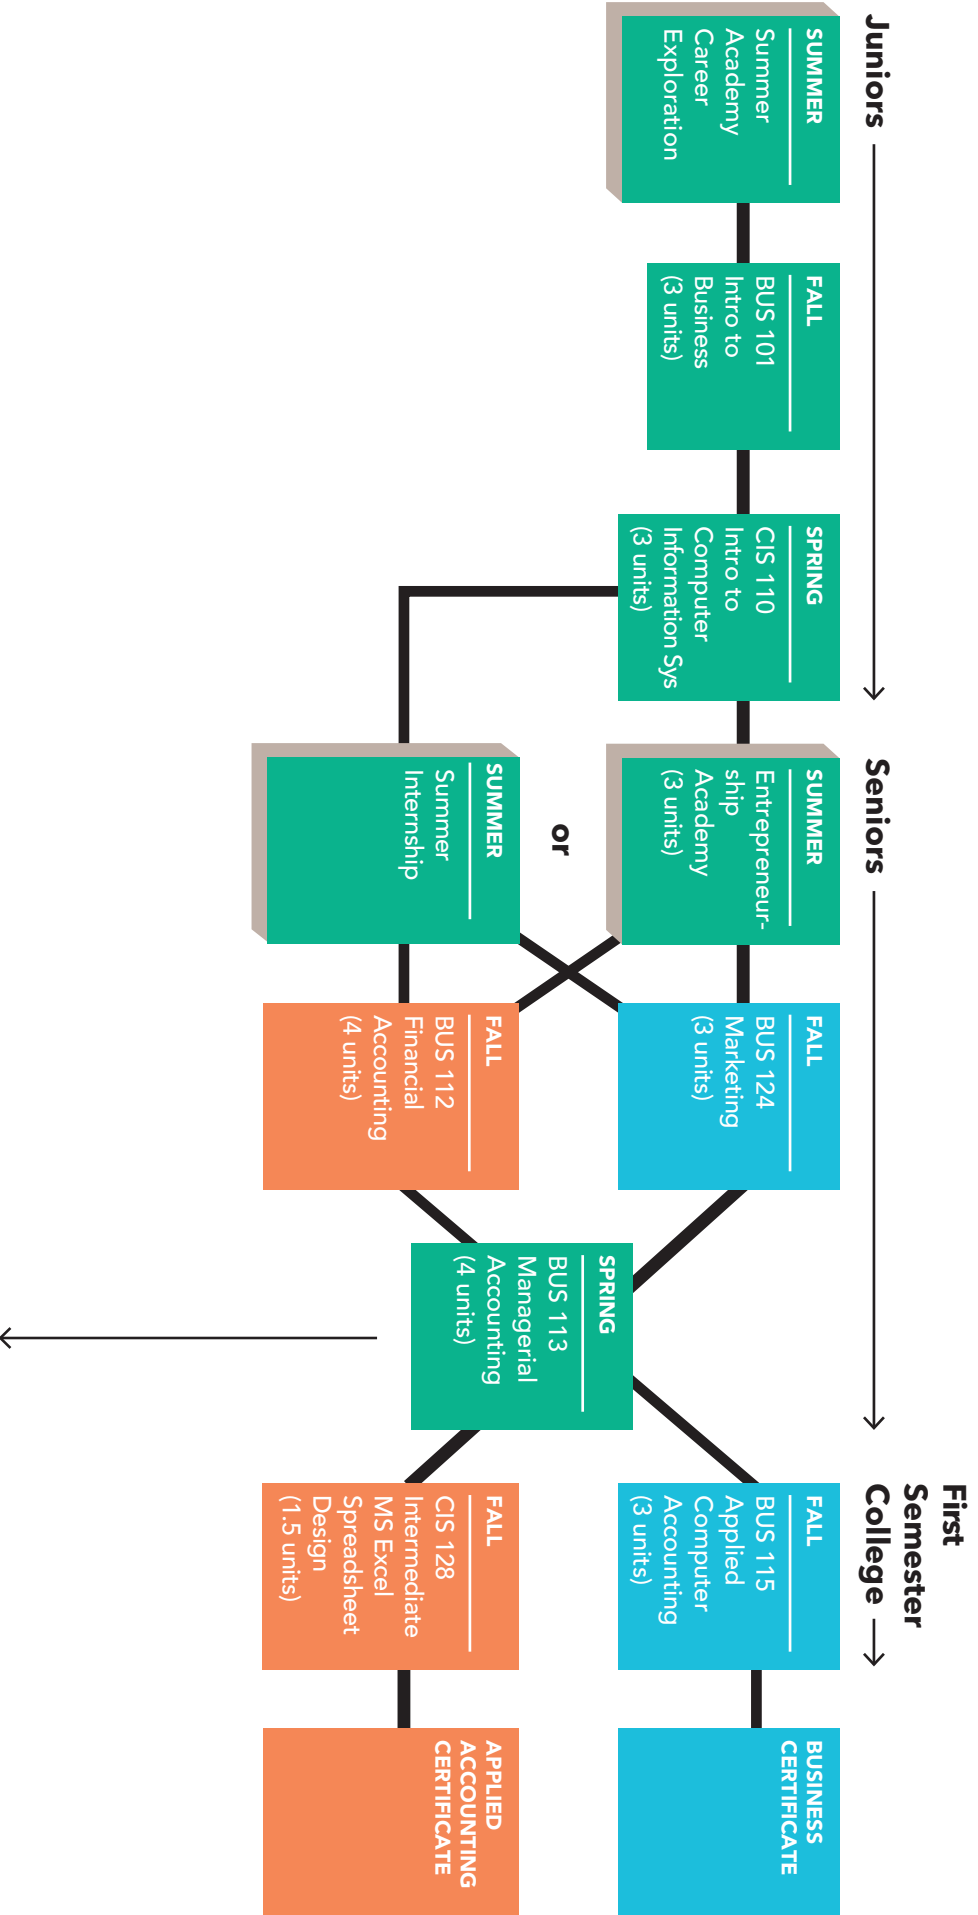 Juniors
Seniors
First
Semester
College
SUMMER
Summer
Academy
Career
Exploration
FALL
BUS 101
Intro to
Business
(3 units)
SPRING
CIS 110
Intro to
Computer
Information Sys
(3 units)
SUMMER
Entrepreneur-
ship
Academy
(3 units)
or
SUMMER
Summer
Internship
FALL
BUS 124
Marketing
(3 units)
FALL
BUS 112
Financial
Accounting
(4 units)
SPRING
BUS 113
Managerial
Accounting
(4 units)
FALL
BUS 115
Applied
Computer
Accounting
(3 units)
FALL
CIS 128
Intermediate
MS Excel
Spreadsheet
Design
(1.5 units)
BUSINESS
CERTIFICATE
APPLIED
ACCOUNTING
CERTIFICATE